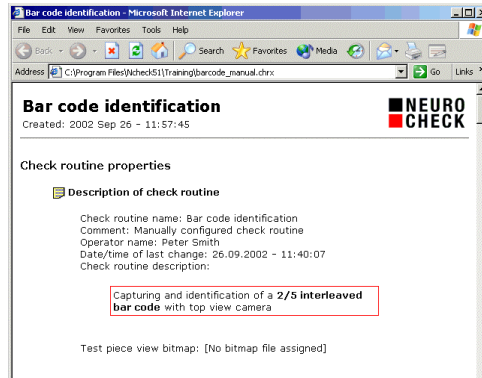 Bar code identification - Microsoft Internet Explorer
File Edit View Favorites Tools Help
Back Search Favorites Media
Address C:\Program Files\Ncheck51\Training\barcode_manual.chrx Go Links
Bar code identification
NEURO
CHECK
Created: 2002 Sep 26 - 11:57:45
Check routine properties
Description of check routine
Check routine name: Bar code identification
Comment: Manually configured check routine
Operator name: Peter Smith
Date/time of last change: 26.09.2002 - 11:40:07
Check routine description:
Capturing and identification of a 2/5 interleaved
bar code with top view camera
Test piece view bitmap: [No bitmap file assigned]